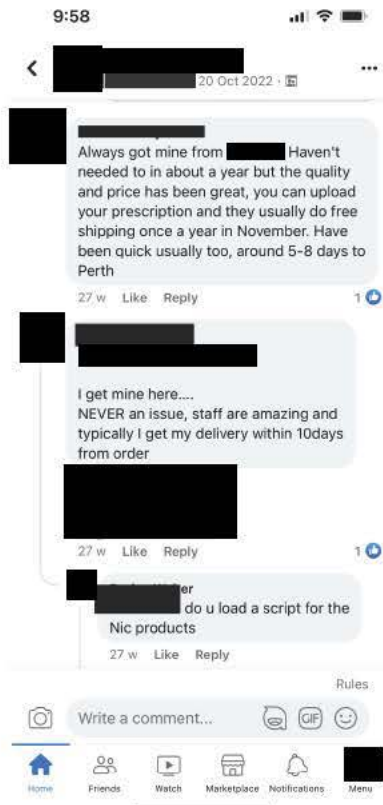 9:58
20 Oct 2022 ·
Always got mine from Haven't
needed to in about a year but the quality
and price has been great, you can upload
your prescription and they usually do free
shipping once a year in November. Have
been quick usually too, around 5-8 days to
Perth
27 w Like Reply 1
I get mine here....
NEVER an issue, staff are amazing and
typically I get my delivery within 10days
from order
27 w Like Reply 1
er
do u load a script for the
Nic products
27 w Like Reply
Rules
Write a comment... GIF
Home Friends Watch Marketplace Notifications Menu